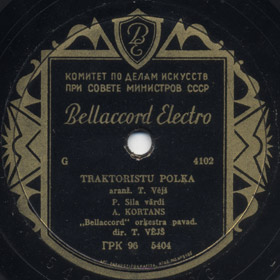 BE
КОМИТЕТ ПО ДЕЛАМ ИСКУССТВ
ПРИ СОВЕТЕ МИНИСТРОВ СССР
Bellaccord Electro
G 4102
TRAKTORISTU POLKA
aranž. T. Vējš
P. Sila vārdi
A. KORTANS
„Bellaccord" orķestra pavad.
dir. T. VĒJŠ
ГРК 96 5404